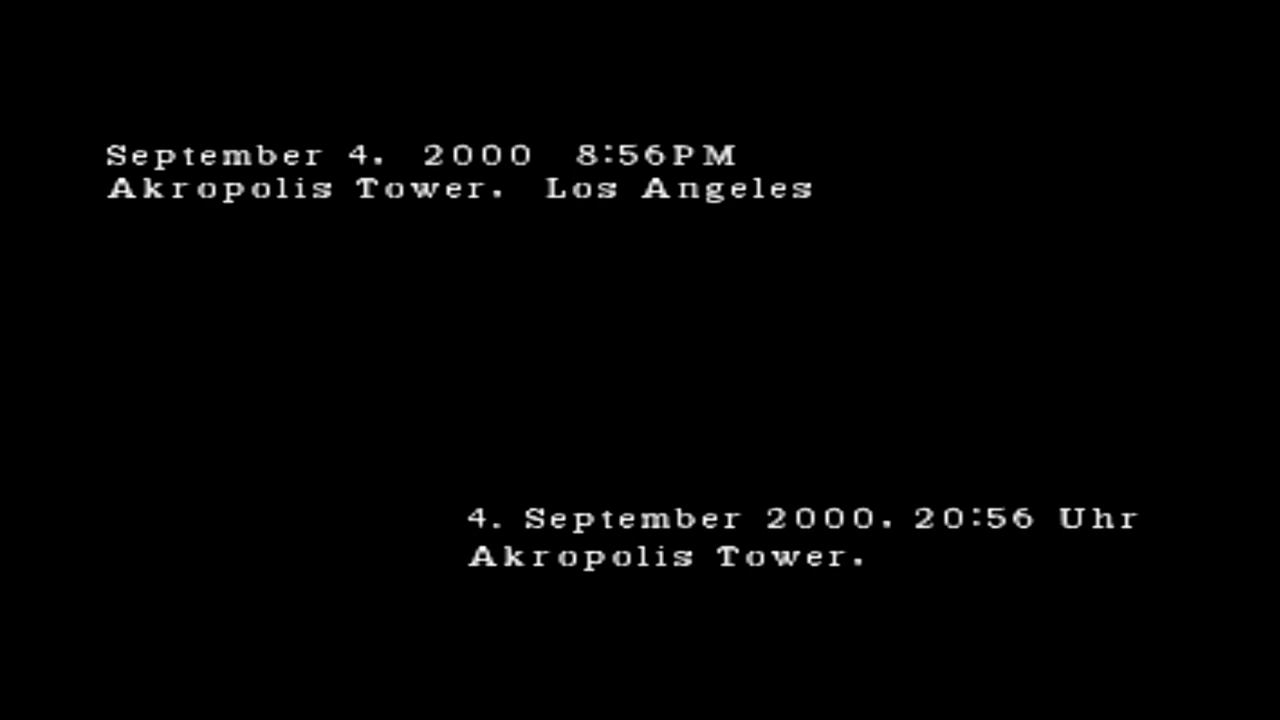 September 4. 2000 8:56PM
Akropolis Tower. Los Angeles
4. September 2000. 20:56 Uhr
Akropolis Tower.